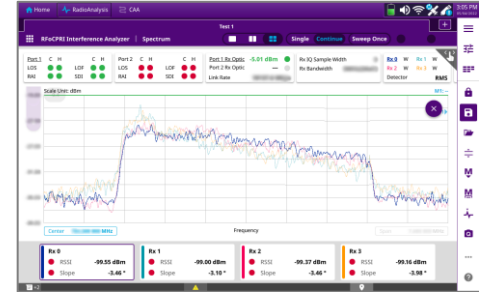 Home
RadioAnalysis
CAA
3:05 PM
Test 1
RFoCPRI Interference Analyzer | Spectrum
Single
Continue
Sweep Once
Port 1 C H
C H
Port 2 C H
C H
Port 1 Rx Optic -5.01 dBm
Rx IQ Sample Width
Rx 0 W
Rx 1 W
LOS
LOF
LOS
LOF
Port 2 Rx Optic --
Rx Bandwidth
Rx 2 W
Rx 3 W
RAI
SDI
RAI
SDI
Link Rate
Detector
RMS
Scale Unit: dBm
M1:--
Center
MHz
Frequency
Rx 0
RSSI -99.55 dBm
Slope -3.46 °
Rx 1
RSSI -99.00 dBm
Slope -3.10 °
Rx 2
RSSI -99.37 dBm
Slope -3.46 °
Rx 3
RSSI -99.16 dBm
Slope -3.98 °